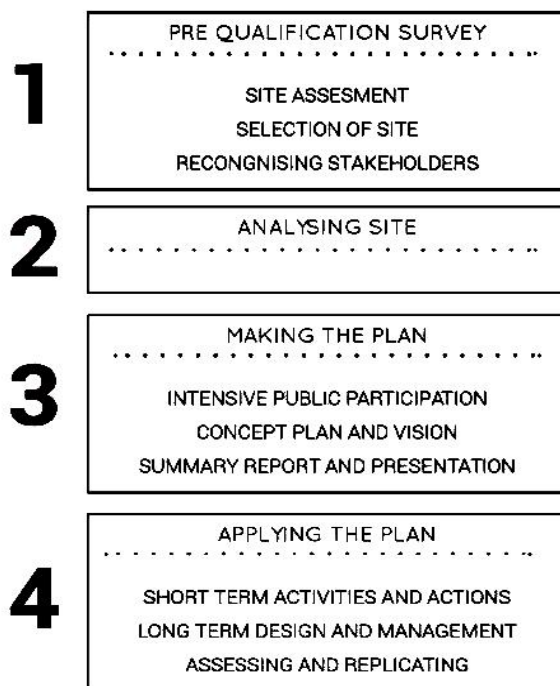 1
PRE QUALIFICATION SURVEY
SITE ASSESMENT
SELECTION OF SITE
RECONGNISING STAKEHOLDERS
2
ANALYSING SITE
3
MAKING THE PLAN
INTENSIVE PUBLIC PARTICIPATION
CONCEPT PLAN AND VISION
SUMMARY REPORT AND PRESENTATION
4
APPLYING THE PLAN
SHORT TERM ACTIVITIES AND ACTIONS
LONG TERM DESIGN AND MANAGEMENT
ASSESSING AND REPLICATING